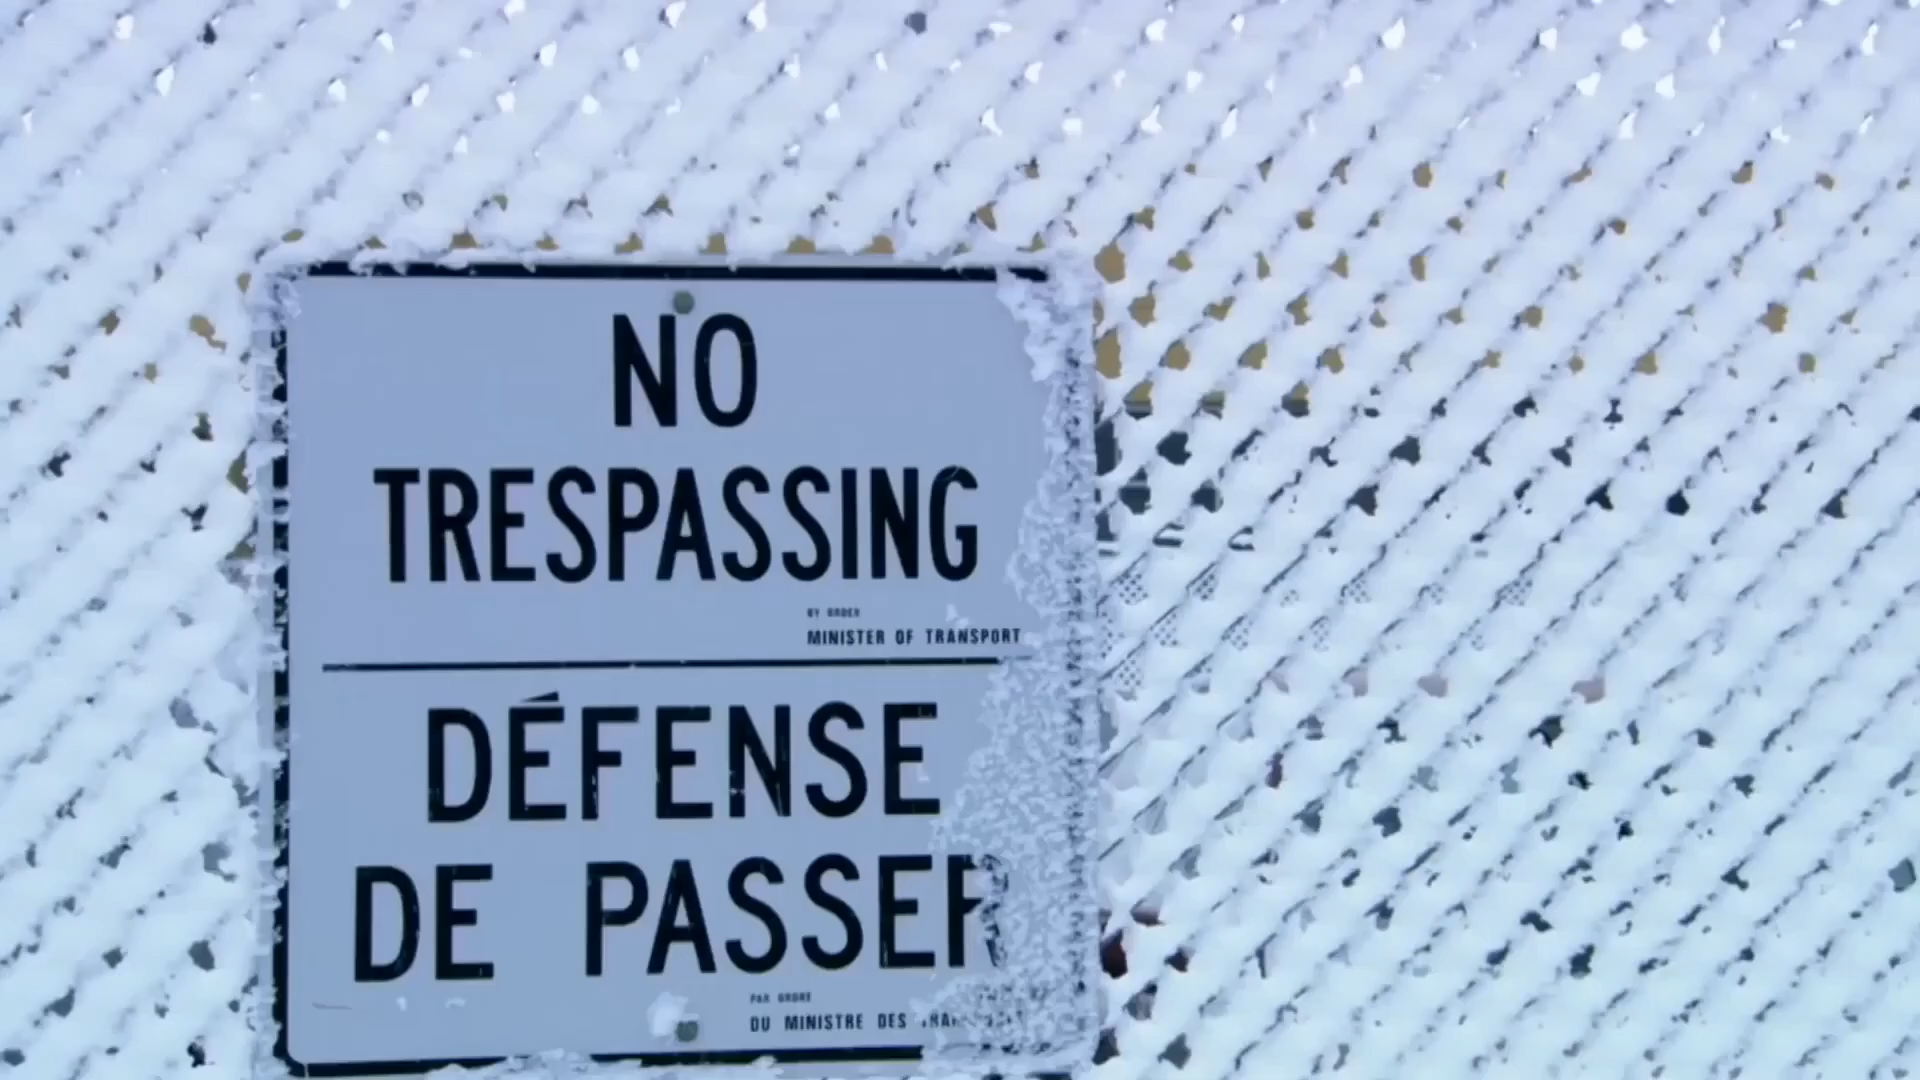 NO
TRESPASSING
BY ORDER
MINISTER OF TRANSPORT
DÉFENSE
DE PASSER
PAR ORDRE
DU MINISTRE DES